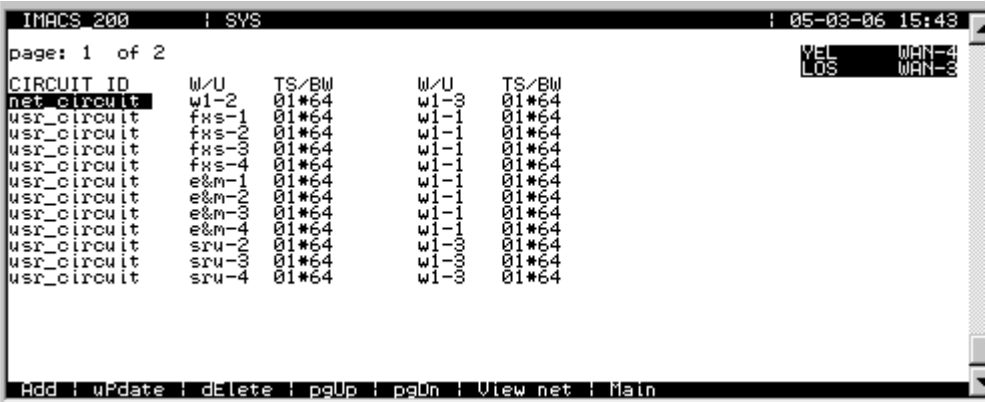 IMACS_200 ¦ SYS ¦ 05-03-06 15:43
page: 1 of 2 YEL WAN-4
LOS WAN-3
CIRCUIT ID W/U TS/BW W/U TS/BW
net_circuit w1-2 01*64 w1-3 01*64
usr_circuit fxs-1 01*64 w1-1 01*64
usr_circuit fxs-2 01*64 w1-1 01*64
usr_circuit fxs-3 01*64 w1-1 01*64
usr_circuit fxs-4 01*64 w1-1 01*64
usr_circuit e&m-1 01*64 w1-1 01*64
usr_circuit e&m-2 01*64 w1-1 01*64
usr_circuit e&m-3 01*64 w1-1 01*64
usr_circuit e&m-4 01*64 w1-1 01*64
usr_circuit sru-2 01*64 w1-3 01*64
usr_circuit sru-3 01*64 w1-3 01*64
usr_circuit sru-4 01*64 w1-3 01*64
Add ¦ uPdate ¦ dElete ¦ pgUp ¦ pgDn ¦ View net ¦ Main